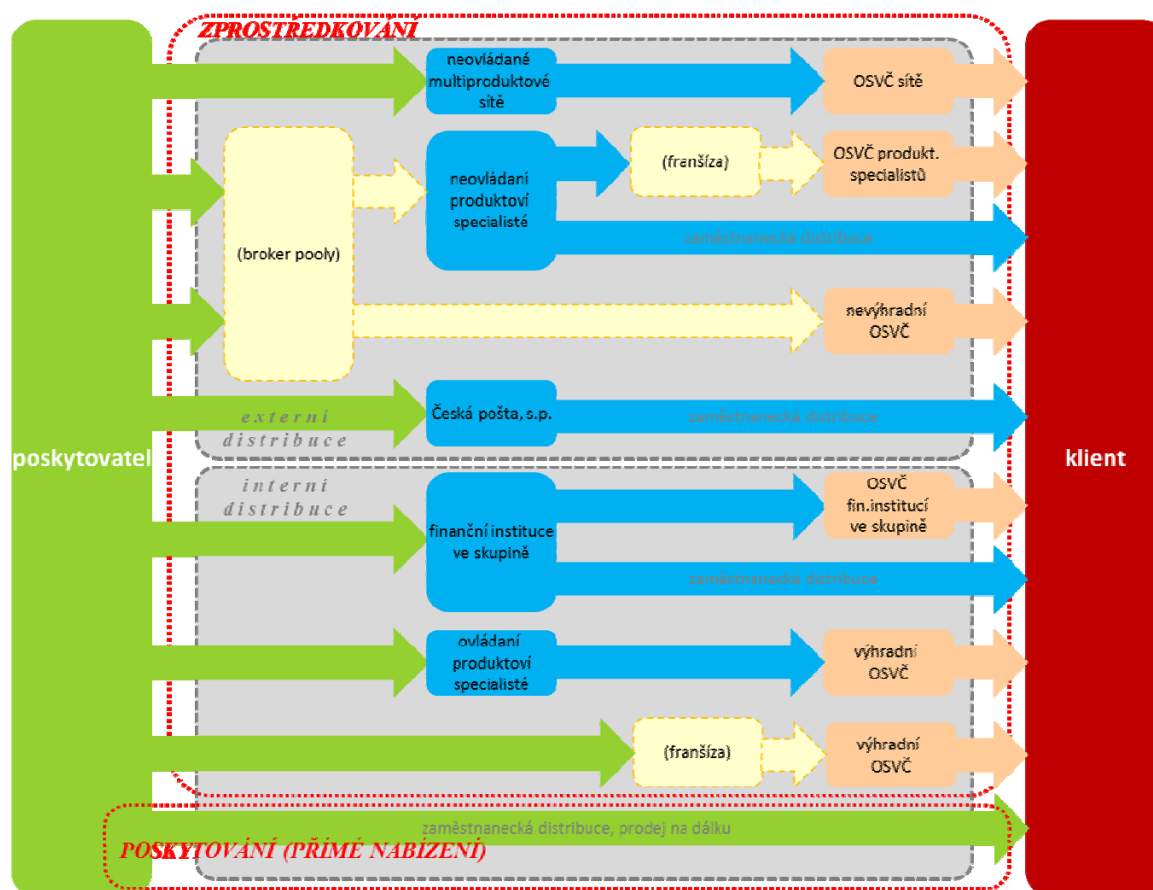 ZPROSTŘEDKOVÁNÍ
neovládané
multiproduktové
sítě
OSVČ sítě
neovládaní
produktoví
specialisté
(franšíza)
OSVČ produkt.
specialistů
zaměstnanecká distribuce
(broker pooly)
nevýhradní
OSVČ
Česká pošta, s.p.
zaměstnanecká distribuce
externí
distribuce
poskytovatel
klient
interní
distribuce
finanční instituce
ve skupině
OSVČ
fin.institucí
ve skupině
zaměstnanecká distribuce
ovládaní
produktoví
specialisté
výhradní
OSVČ
(franšíza)
výhradní
OSVČ
zaměstnanecká distribuce, prodej na dálku
POSKYTOVÁNÍ (PŘÍMÉ NABÍZENÍ)